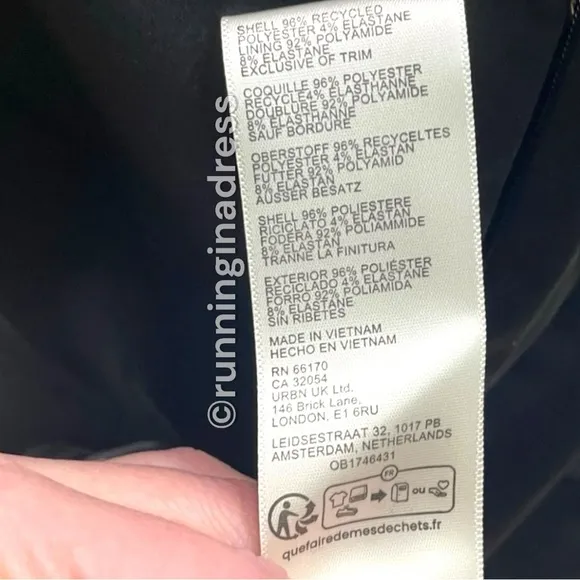 SHELL 96% RECYCLED
POLYESTER 4% ELASTANE
LINING 92% POLYAMIDE
8% ELASTANE
EXCLUSIVE OF TRIM
COQUILLE 96% POLYESTER
RECYCLE4% ELASTHANNE
DOUBLURE 92% POLYAMIDE
8% ELASTHANNE
SAUF BORDURE
OBERSTOFF 96% RECYCELTES
POLYESTER 4% ELASTAN
FUTTER 92% POLYAMID
8% ELASTAN
AUSSER BESATZ
SHELL 96% POLIESTERE
RICICLATO 4% ELASTAN
FODERA 92% POLIAMMIDE
8% ELASTAN
TRANNE LA FINITURA
EXTERIOR 96% POLIÉSTER
RECICLADO 4% ELASTANE
FORRO 92% POLIAMIDA
8% ELASTANE
SIN RIBETES
MADE IN VIETNAM
HECHO EN VIETNAM
RN 66170
CA 32054
URBN UK Ltd.
146 Brick Lane,
LONDON, E1 6RU
LEIDSESTRAAT 32, 1017 PB
AMSTERDAM, NETHERLANDS
OB1746431
FR
ou
quefairedemesdechets.fr
©runninginadress